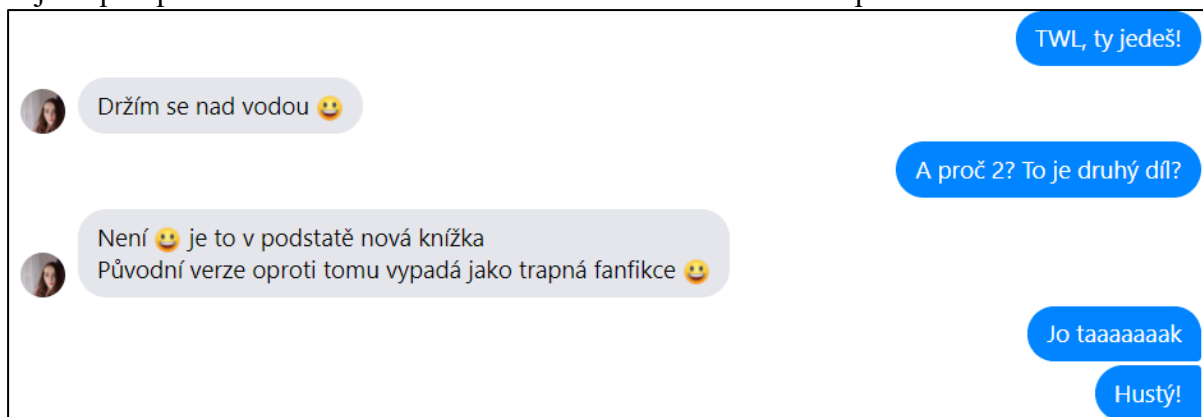 TWL, ty jedeš!
Držím se nad vodou 😀
A proč 2? To je druhý díl?
Není 😀 je to v podstatě nová knížka
Původní verze oproti tomu vypadá jako trapná fanfikce 😀
Jo taaaaaaak
Hustý!